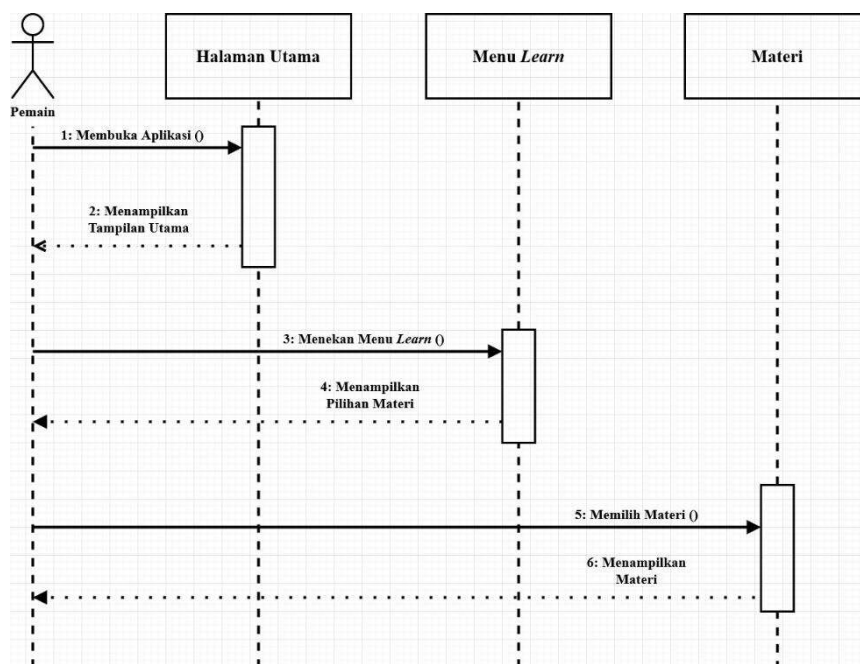 Halaman Utama
Menu Learn
Materi
Pemain
1: Membuka Aplikasi ()
2: Menampilkan
Tampilan Utama
3: Menekan Menu Learn ()
4: Menampilkan
Pilihan Materi
5: Memilih Materi ()
6: Menampilkan
Materi